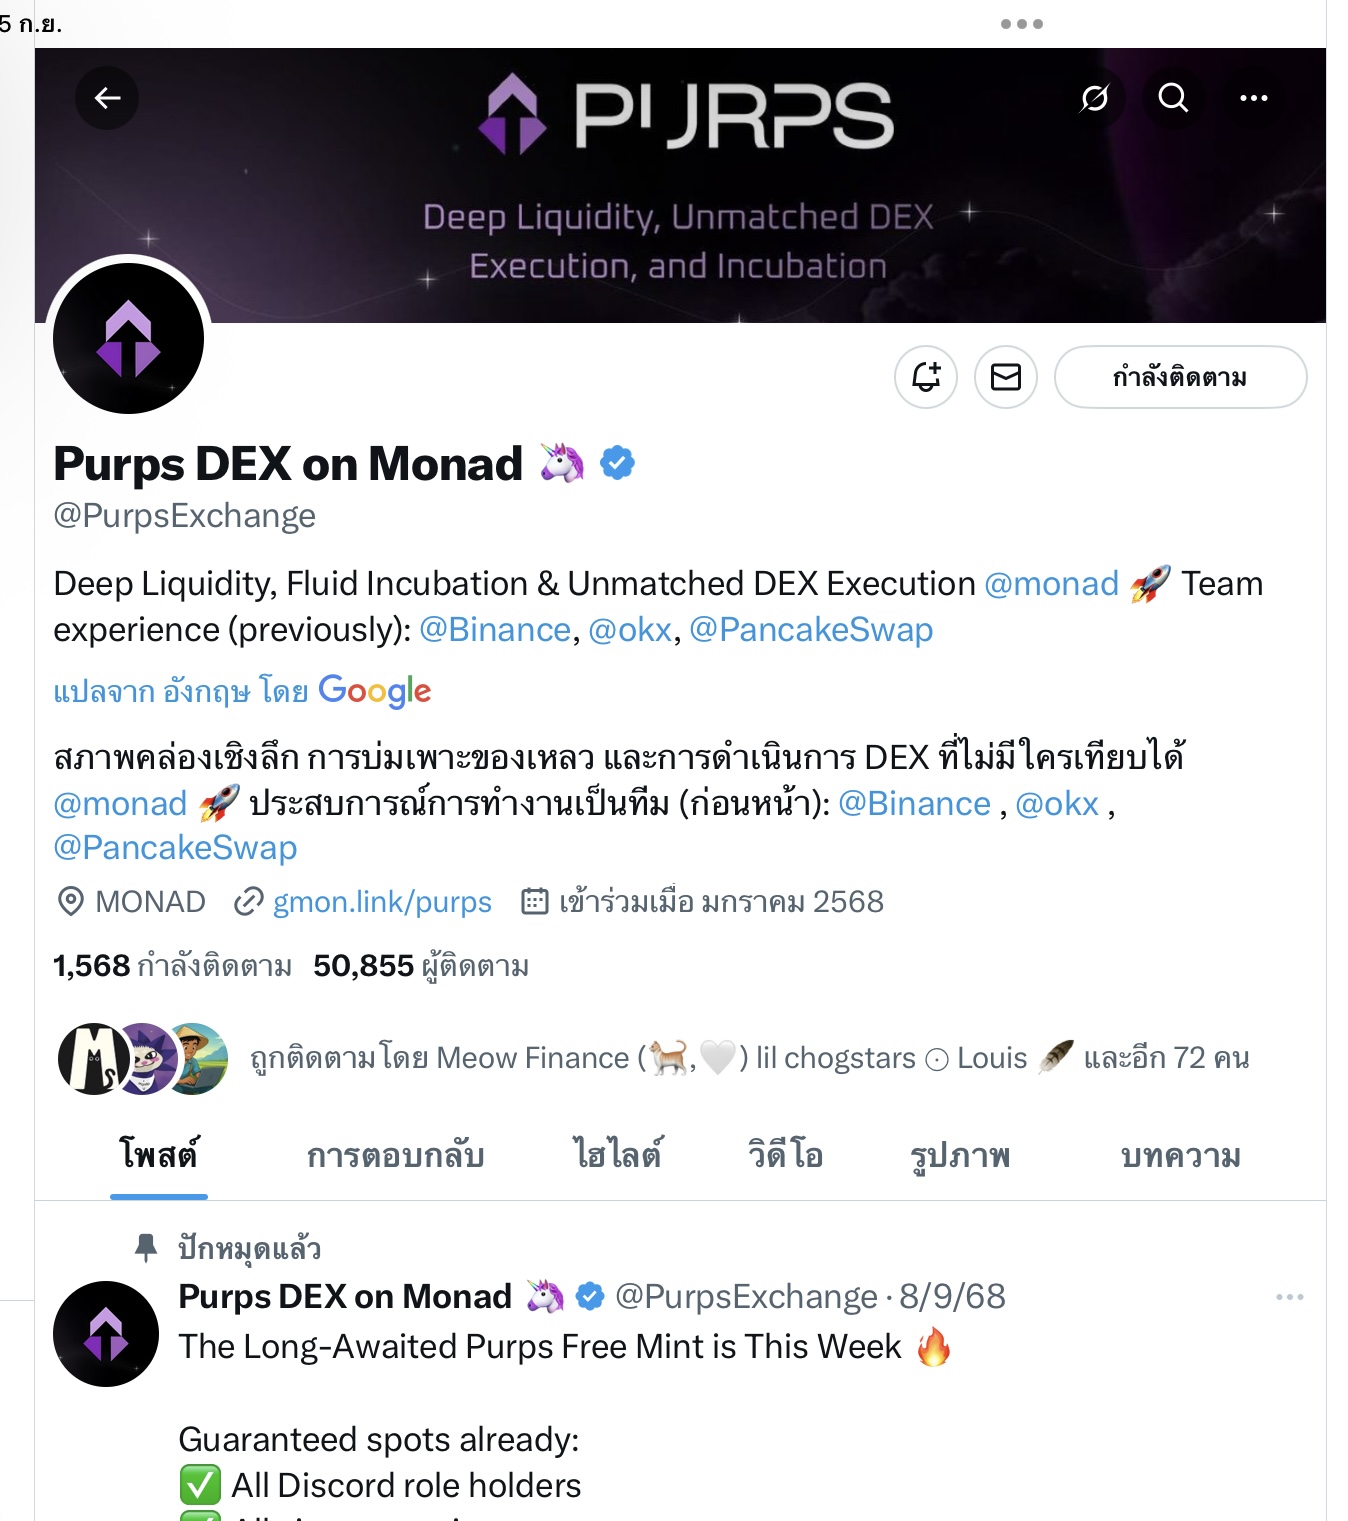 5 ก.ย.
PURPS
Deep Liquidity, Unmatched DEX
Execution, and Incubation
กำลังติดตาม
Purps DEX on Monad 🦄
@PurpsExchange
Deep Liquidity, Fluid Incubation & Unmatched DEX Execution @monad 🚀 Team
experience (previously): @Binance, @okx, @PancakeSwap
แปลจาก อังกฤษ โดย Google
สภาพคล่องเชิงลึก การบ่มเพาะของเหลว และการดำเนินการ DEX ที่ไม่มีใครเทียบได้
@monad 🚀 ประสบการณ์การทำงานเป็นทีม (ก่อนหน้า): @Binance , @okx ,
@PancakeSwap
MONAD gmon.link/purps เข้าร่วมเมื่อ มกราคม 2568
1,568 กำลังติดตาม 50,855 ผู้ติดตาม
ถูกติดตามโดย Meow Finance (🐈,🤍) lil chogstars ⨀ Louis 🪶 และอีก 72 คน
โพสต์ การตอบกลับ ไฮไลต์ วิดีโอ รูปภาพ บทความ
ปักหมุดแล้ว
Purps DEX on Monad 🦄 @PurpsExchange · 8/9/68
The Long-Awaited Purps Free Mint is This Week 🔥
Guaranteed spots already:
✅ All Discord role holders